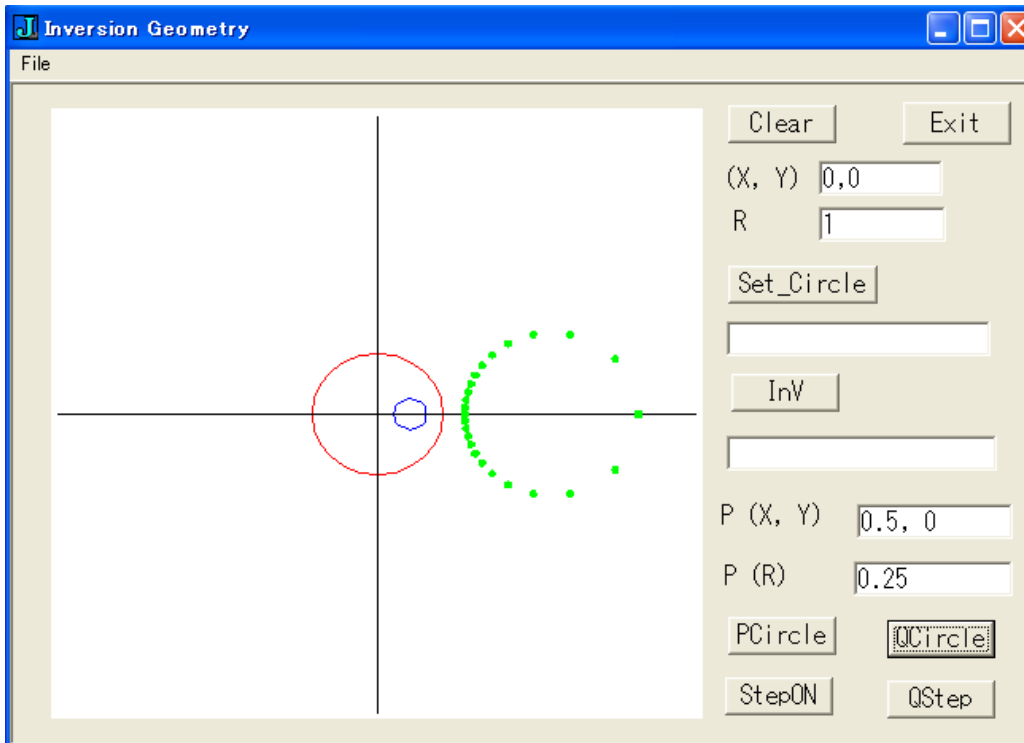 J Inversion Geometry
File
Clear
Exit
(X, Y)
0,0
R
1
Set_Circle
InV
P (X, Y)
0.5, 0
P (R)
0.25
PCircle
QCircle
StepON
QStep